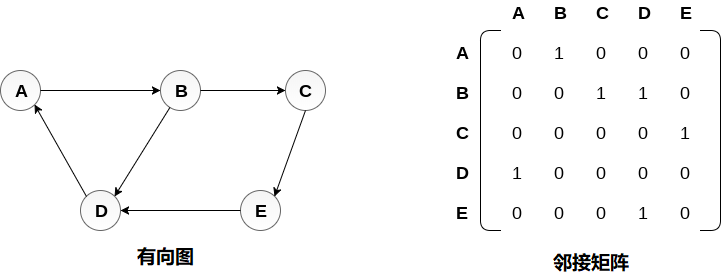 A B C D E
A B C
D E
有向图
A 0 1 0 0 0
B 0 0 1 1 0
C 0 0 0 0 1
D 1 0 0 0 0
E 0 0 0 1 0
邻接矩阵